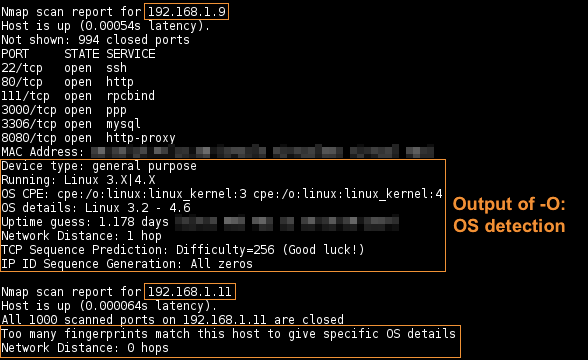 Nmap scan report for 192.168.1.9
Host is up (0.00054s latency).
Not shown: 994 closed ports
PORT     STATE SERVICE
22/tcp   open  ssh
80/tcp   open  http
111/tcp  open  rpcbind
3000/tcp open  ppp
3306/tcp open  mysql
8080/tcp open  http-proxy
MAC Address:
Device type: general purpose
Running: Linux 3.X|4.X
OS CPE: cpe:/o:linux:linux_kernel:3 cpe:/o:linux:linux_kernel:4
OS details: Linux 3.2 - 4.6
Uptime guess: 1.178 days
Network Distance: 1 hop
TCP Sequence Prediction: Difficulty=256 (Good luck!)
IP ID Sequence Generation: All zeros
Output of -O:
OS detection
Nmap scan report for 192.168.1.11
Host is up (0.000064s latency).
All 1000 scanned ports on 192.168.1.11 are closed
Too many fingerprints match this host to give specific OS details
Network Distance: 0 hops